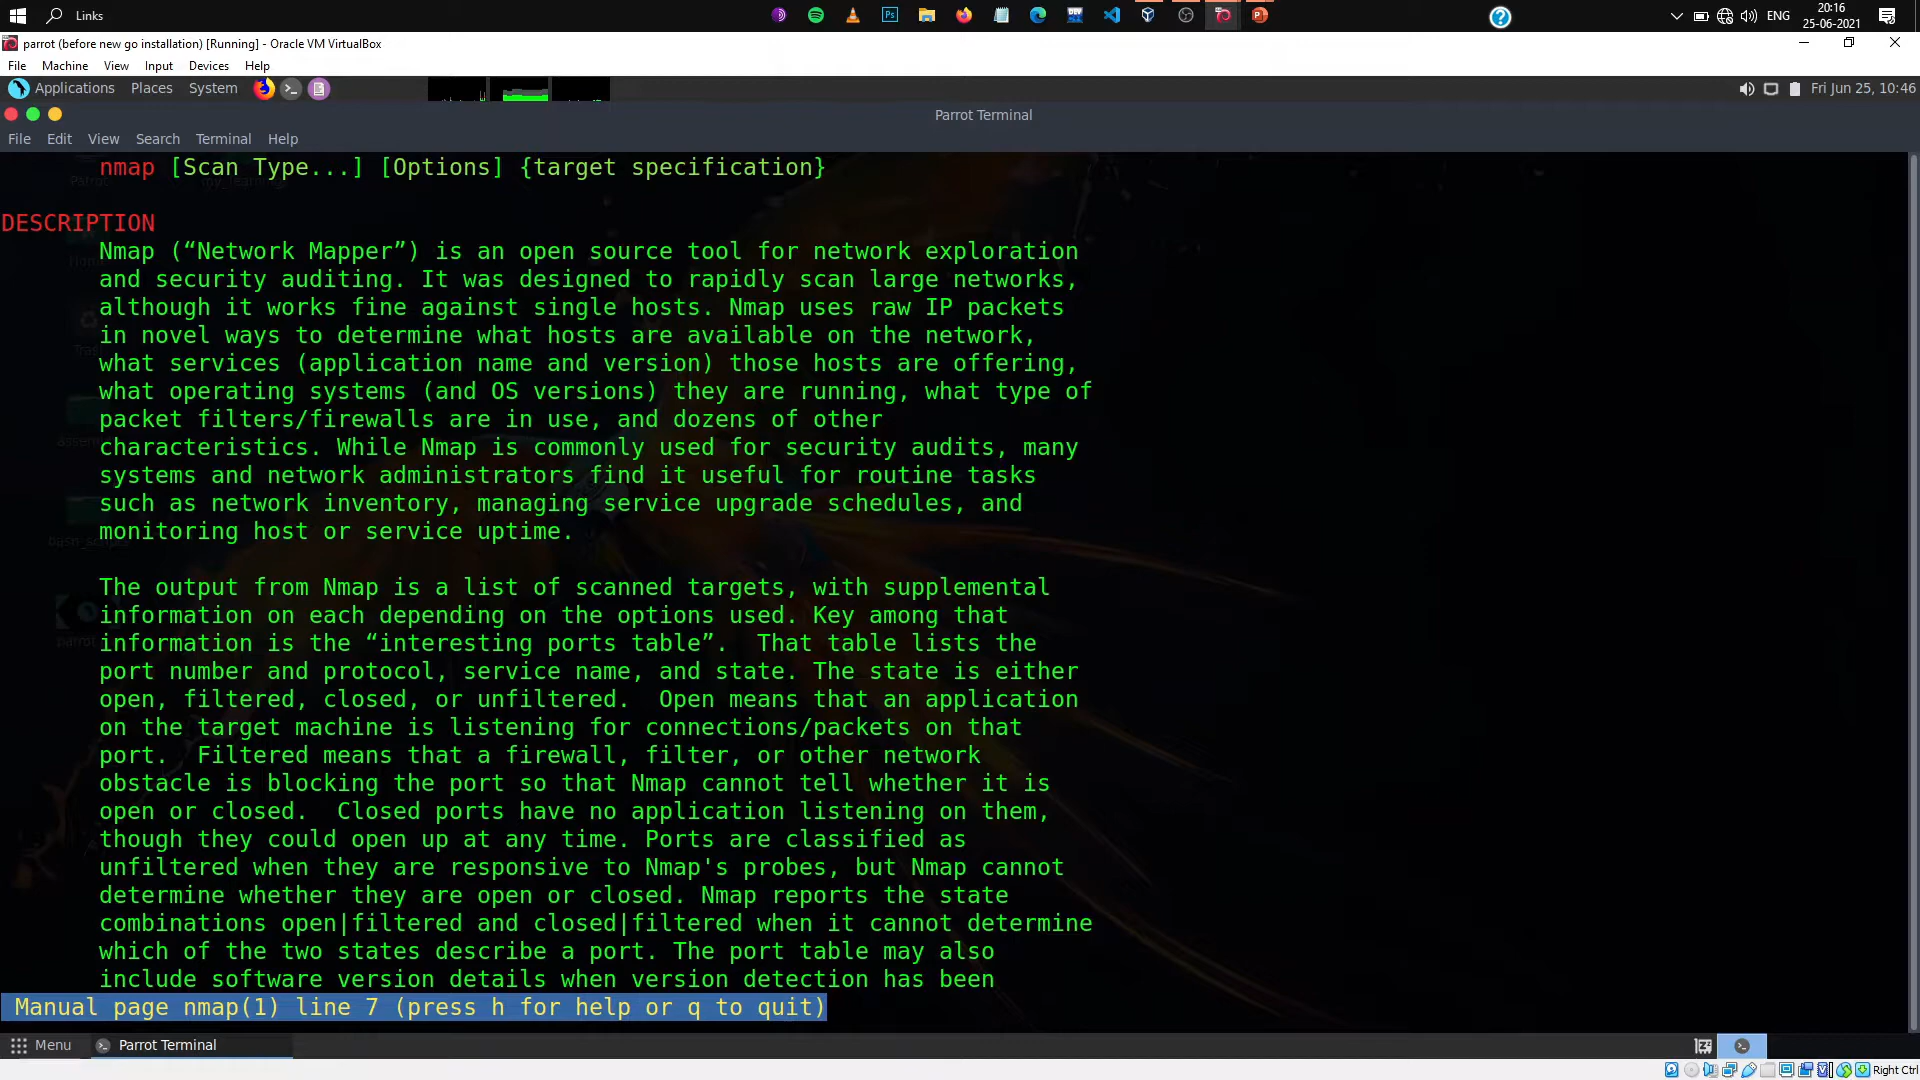 Links
ENG
20:16
25-06-2021
parrot (before new go installation) [Running] - Oracle VM VirtualBox
File Machine View Input Devices Help
Applications Places System
Fri Jun 25, 10:46
Parrot Terminal
File Edit View Search Terminal Help
nmap [Scan Type...] [Options] {target specification}
DESCRIPTION
Nmap (“Network Mapper”) is an open source tool for network exploration
and security auditing. It was designed to rapidly scan large networks,
although it works fine against single hosts. Nmap uses raw IP packets
in novel ways to determine what hosts are available on the network,
what services (application name and version) those hosts are offering,
what operating systems (and OS versions) they are running, what type of
packet filters/firewalls are in use, and dozens of other
characteristics. While Nmap is commonly used for security audits, many
systems and network administrators find it useful for routine tasks
such as network inventory, managing service upgrade schedules, and
monitoring host or service uptime.
The output from Nmap is a list of scanned targets, with supplemental
information on each depending on the options used. Key among that
information is the “interesting ports table”.  That table lists the
port number and protocol, service name, and state. The state is either
open, filtered, closed, or unfiltered.  Open means that an application
on the target machine is listening for connections/packets on that
port.  Filtered means that a firewall, filter, or other network
obstacle is blocking the port so that Nmap cannot tell whether it is
open or closed.  Closed ports have no application listening on them,
though they could open up at any time. Ports are classified as
unfiltered when they are responsive to Nmap's probes, but Nmap cannot
determine whether they are open or closed. Nmap reports the state
combinations open|filtered and closed|filtered when it cannot determine
which of the two states describe a port. The port table may also
include software version details when version detection has been
Manual page nmap(1) line 7 (press h for help or q to quit)
Menu Parrot Terminal
Right Ctrl